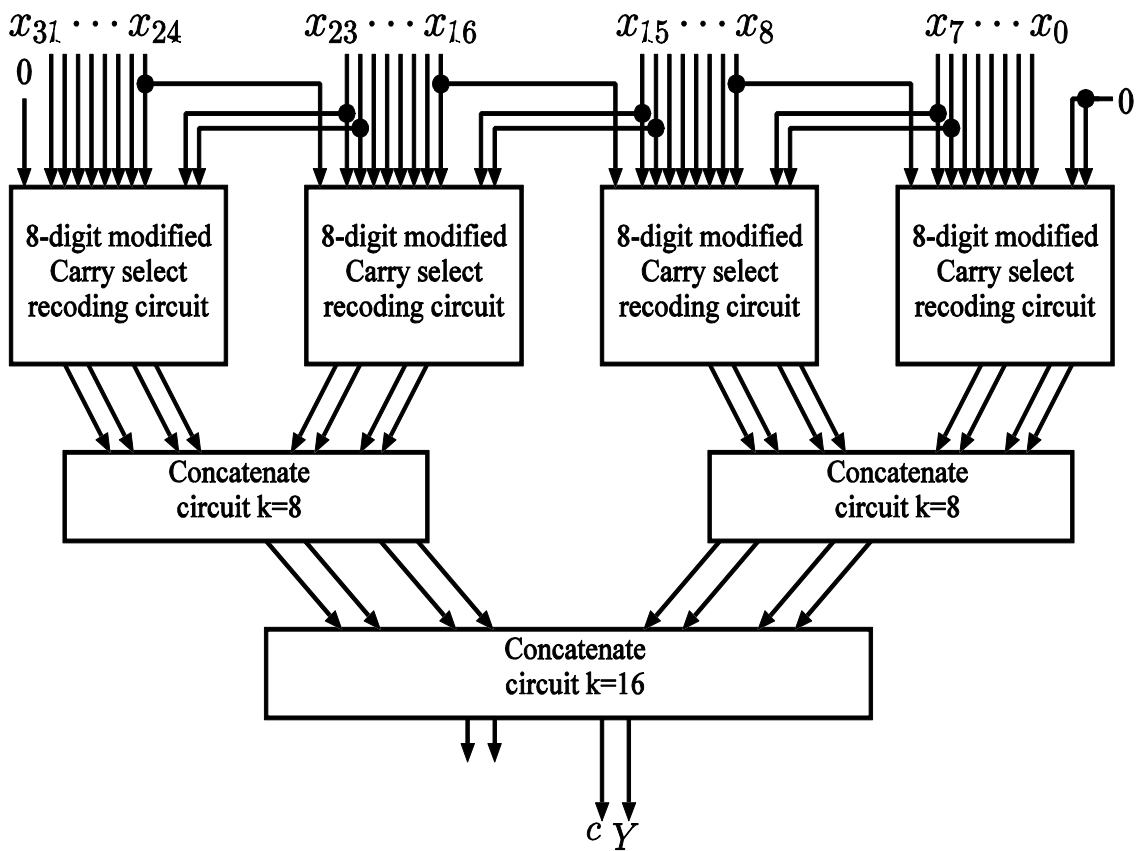 x₃₁ ··· x₂₄ x₂₃ ··· x₁₆ x₁₅ ··· x₈ x₇ ··· x₀
0
0
8-digit modified
Carry select
recoding circuit
8-digit modified
Carry select
recoding circuit
8-digit modified
Carry select
recoding circuit
8-digit modified
Carry select
recoding circuit
Concatenate
circuit k=8
Concatenate
circuit k=8
Concatenate
circuit k=16
c Y